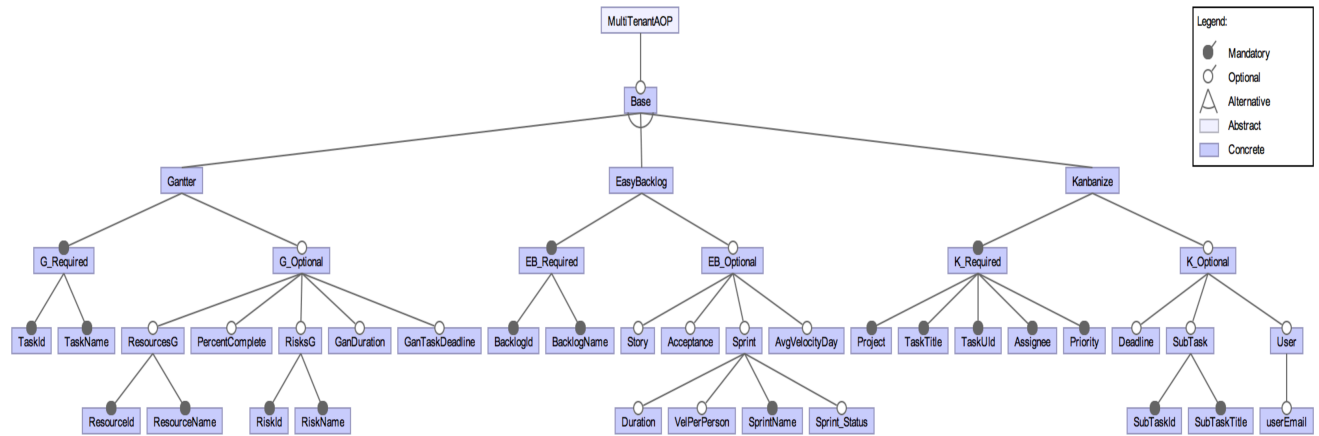 MultiTenantAOP
Legend:
Mandatory
Optional
Alternative
Abstract
Concrete
Base
Gantter
EasyBacklog
Kanbanize
G_Required
G_Optional
EB_Required
EB_Optional
K_Required
K_Optional
TaskId
TaskName
ResourcesG
PercentComplete
RisksG
GanDuration
GanTaskDeadline
BacklogId
BacklogName
Story
Acceptance
Sprint
AvgVelocityDay
Project
TaskTitle
TaskUId
Assignee
Priority
Deadline
SubTask
User
ResourceId
ResourceName
RiskId
RiskName
Duration
VelPerPerson
SprintName
Sprint_Status
SubTaskId
SubTaskTitle
userEmail